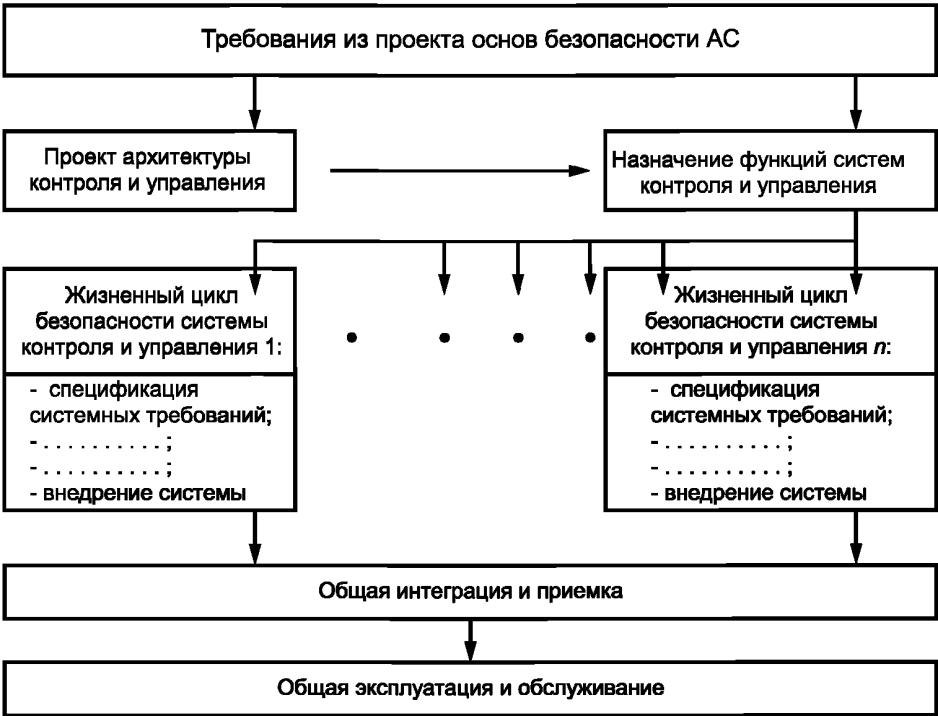 Требования из проекта основ безопасности АС
Проект архитектуры
контроля и управления
Назначение функций систем
контроля и управления
Жизненный цикл
безопасности системы
контроля и управления 1:
- спецификация
системных требований;
- . . . . . . . . . . ;
- . . . . . . . . . . ;
- внедрение системы
Жизненный цикл
безопасности системы
контроля и управления n:
- спецификация
системных требований;
- . . . . . . . . . . ;
- . . . . . . . . . . ;
- внедрение системы
Общая интеграция и приемка
Общая эксплуатация и обслуживание